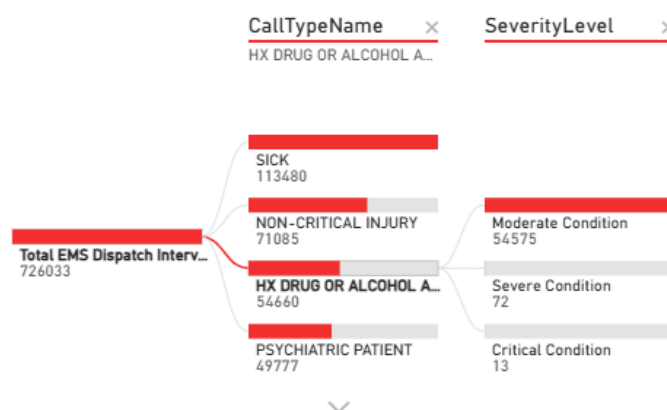 CallTypeName
SeverityLevel
HX DRUG OR ALCOHOL A...
SICK
113480
NON-CRITICAL INJURY
71085
Moderate Condition
54575
Total EMS Dispatch Interv...
726033
HX DRUG OR ALCOHOL A...
54660
Severe Condition
72
PSYCHIATRIC PATIENT
49777
Critical Condition
13